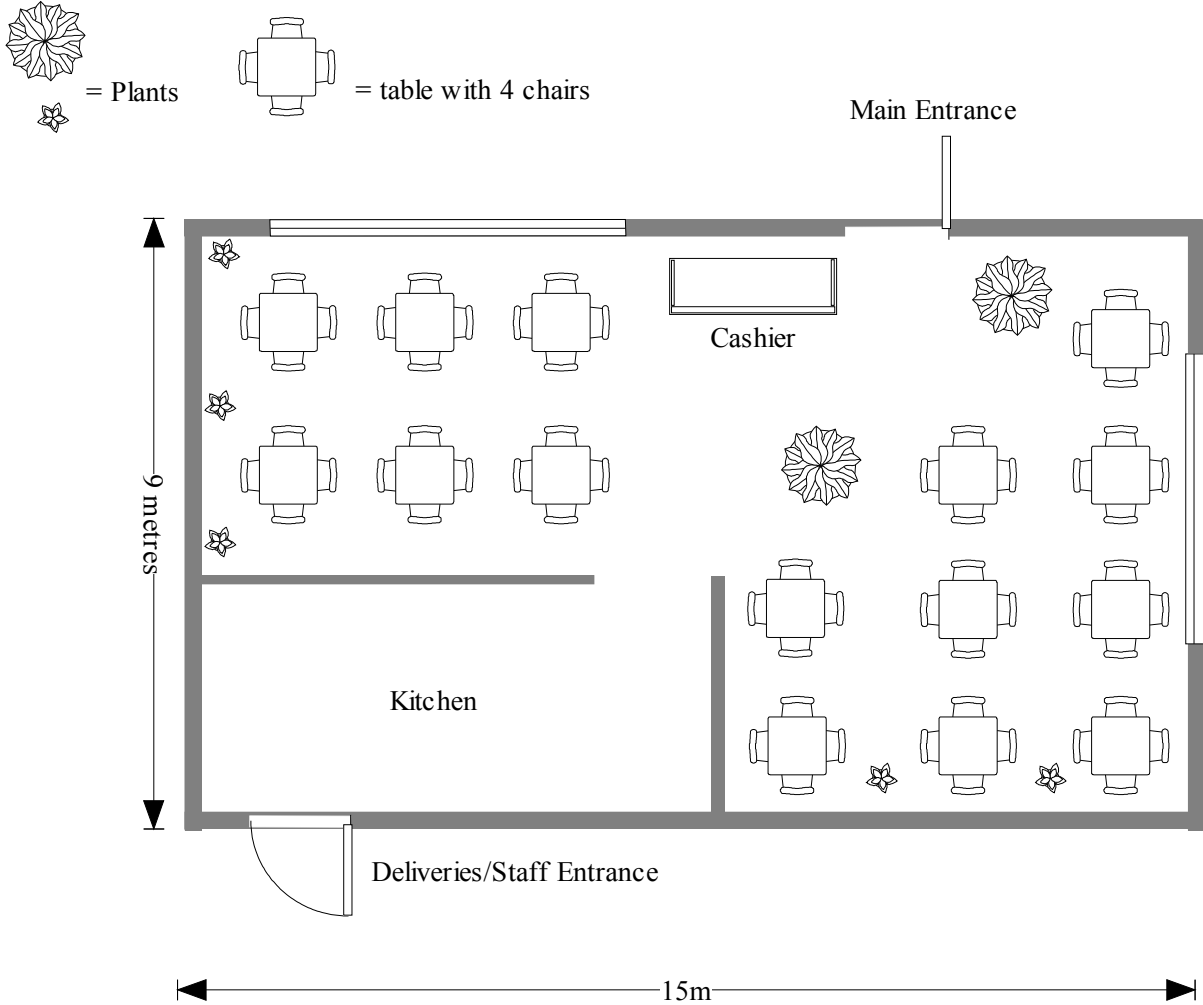 = Plants
= table with 4 chairs
Main Entrance
Cashier
9 metres
Kitchen
Deliveries/Staff Entrance
15m